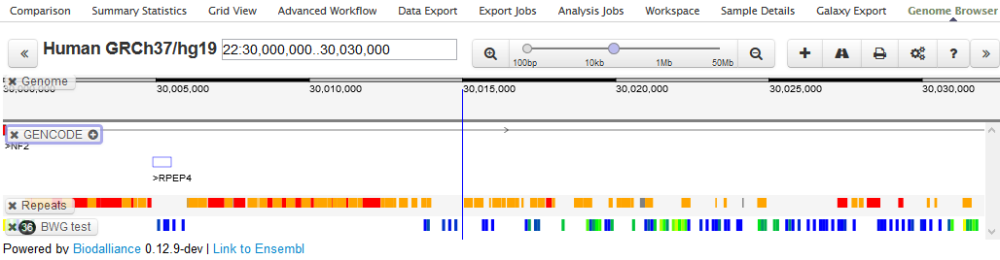 Comparison Summary Statistics Grid View Advanced Workflow Data Export Export Jobs Analysis Jobs Workspace Sample Details Galaxy Export Genome Browser
« Human GRCh37/hg19 22:30,000,000..30,030,000 100bp 10kb 1Mb 50Mb + ? »
Genome
30,000,000 30,005,000 30,010,000 30,015,000 30,020,000 30,025,000 30,030,000
GENCODE
>NF2
>RPEP4
Repeats
36 BWG test
Powered by Biodalliance 0.12.9-dev | Link to Ensembl